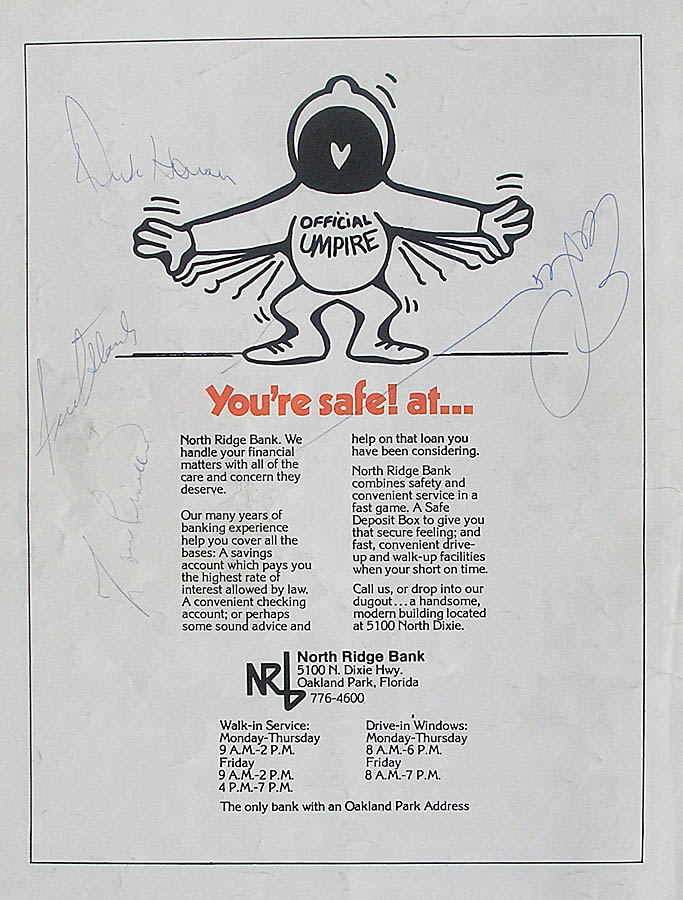 OFFICIAL
UMPIRE
You're safe! at...
North Ridge Bank. We
handle your financial
matters with all of the
care and concern they
deserve.
Our many years of
banking experience
help you cover all the
bases: A savings
account which pays you
the highest rate of
interest allowed by law.
A convenient checking
account; or perhaps
some sound advice and
help on that loan you
have been considering.
North Ridge Bank
combines safety and
convenient service in a
fast game. A Safe
Deposit Box to give you
that secure feeling; and
fast, convenient drive-
up and walk-up facilities
when your short on time.
Call us, or drop into our
dugout...a handsome,
modern building located
at 5100 North Dixie.
NRb
North Ridge Bank
5100 N. Dixie Hwy.
Oakland Park, Florida
776-4600
Walk-in Service:
Monday-Thursday
9 A.M.-2 P.M.
Friday
9 A.M.-2 P.M.
4 P.M.-7 P.M.
Drive-in Windows:
Monday-Thursday
8 A.M.-6 P.M.
Friday
8 A.M.-7 P.M.
The only bank with an Oakland Park Address